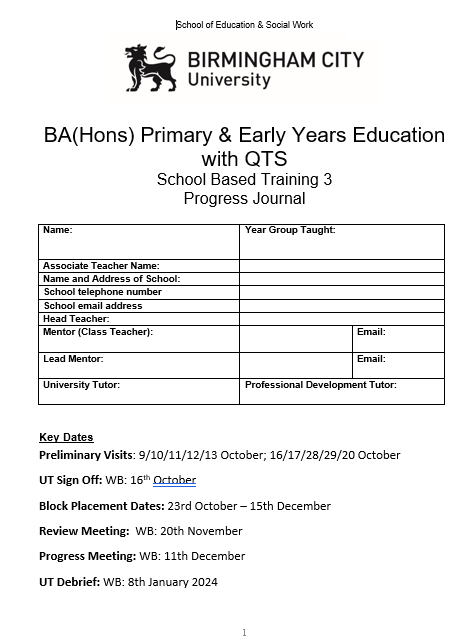 School of Education & Social Work
BIRMINGHAM CITY
University
BA(Hons) Primary & Early Years Education
with QTS
School Based Training 3
Progress Journal
Name: Year Group Taught:
Associate Teacher Name:
Name and Address of School:
School telephone number
School email address
Head Teacher:
Mentor (Class Teacher): Email:
Lead Mentor: Email:
University Tutor: Professional Development Tutor:
Key Dates
Preliminary Visits: 9/10/11/12/13 October; 16/17/28/29/20 October
UT Sign Off: WB: 16th October
Block Placement Dates: 23rd October – 15th December
Review Meeting: WB: 20th November
Progress Meeting: WB: 11th December
UT Debrief: WB: 8th January 2024
1